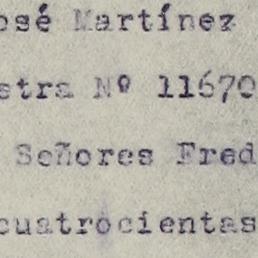 osé Martínez
stra Nº 11670
Señores Fred
cuatrocientas